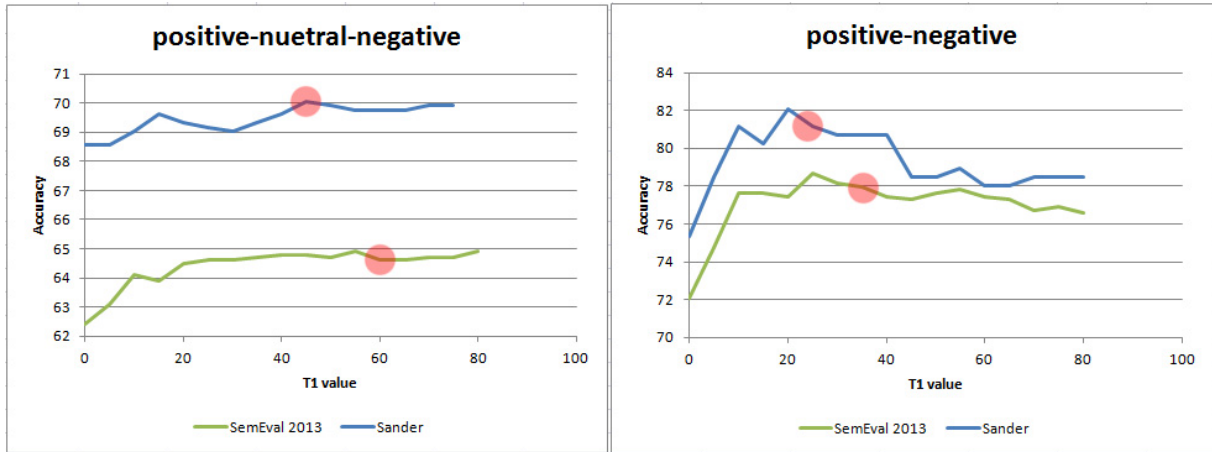 positive-nuetral-negative
71
70
69
68
67
66
65
64
63
62
Accuracy
0 20 40 60 80 100
T1 value
SemEval 2013 Sander
positive-negative
84
82
80
78
76
74
72
70
Accuracy
0 20 40 60 80 100
T1 value
SemEval 2013 Sander